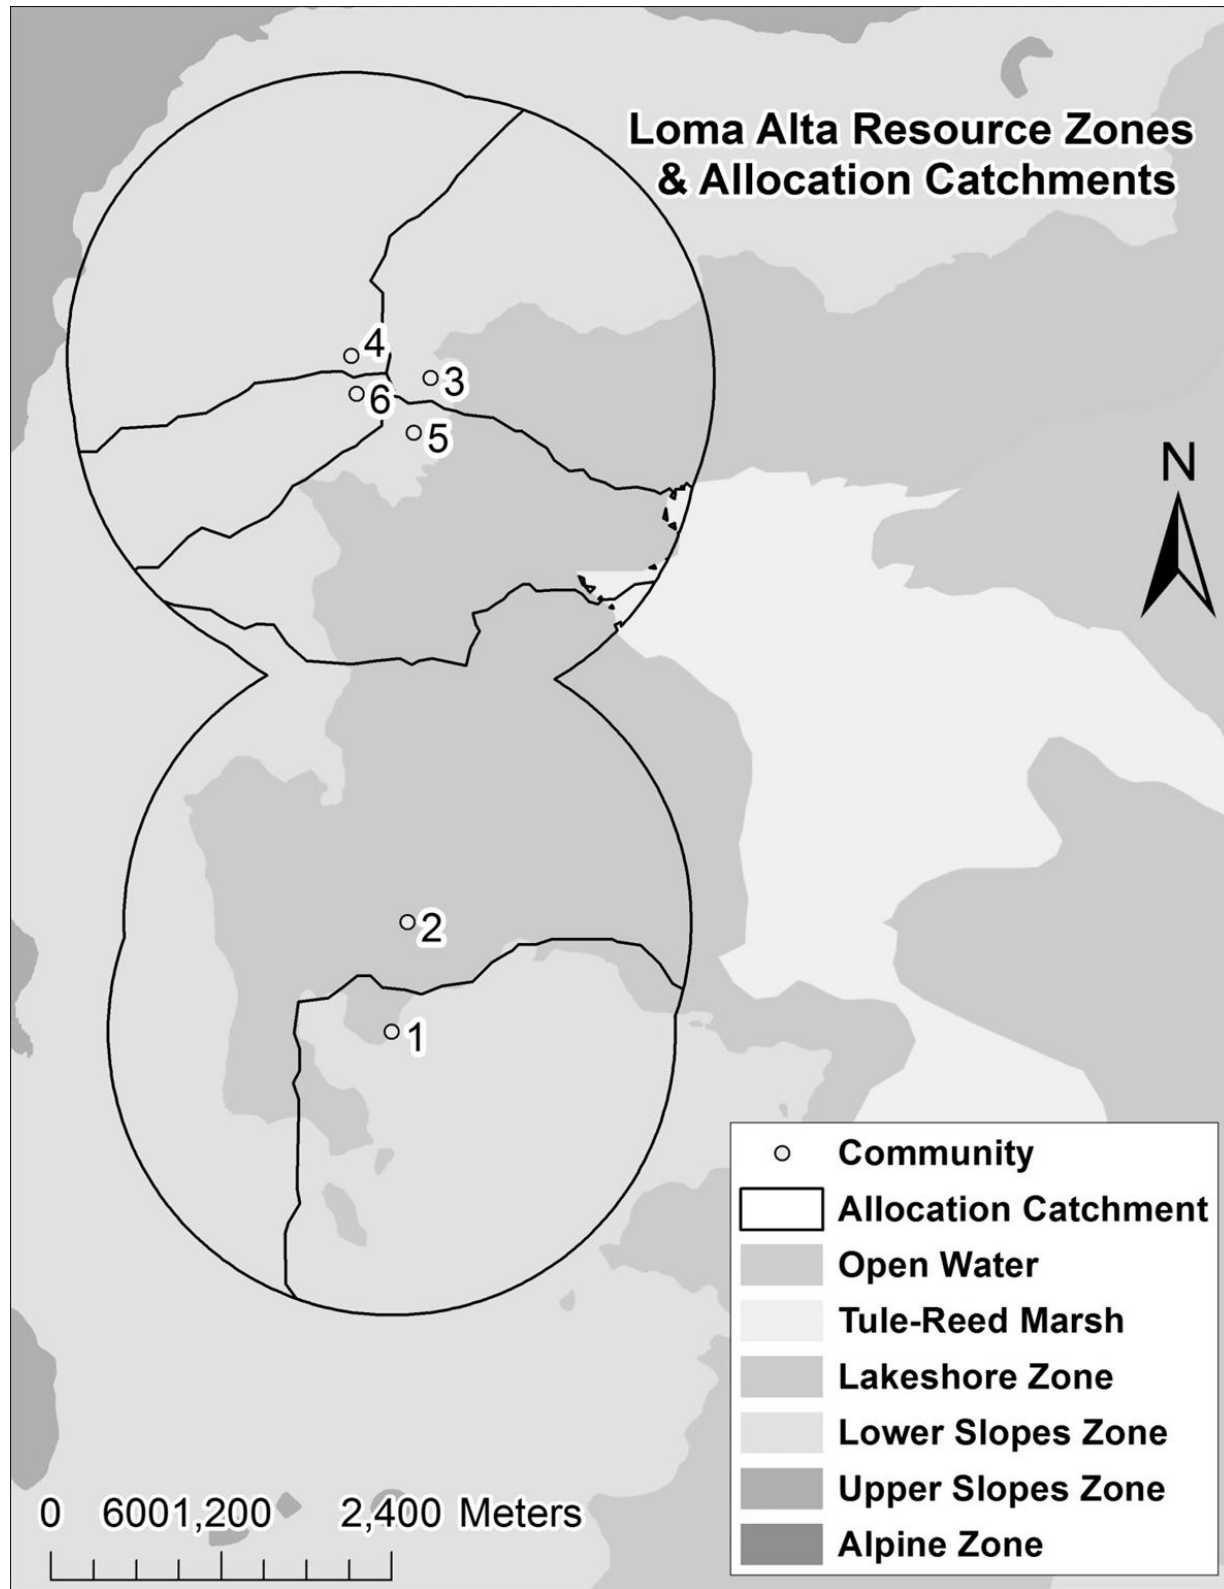 Loma Alta Resource Zones
& Allocation Catchments
4
3
6
5
N
2
1
Community
Allocation Catchment
Open Water
Tule-Reed Marsh
Lakeshore Zone
Lower Slopes Zone
Upper Slopes Zone
Alpine Zone
0 6001,200 2,400 Meters